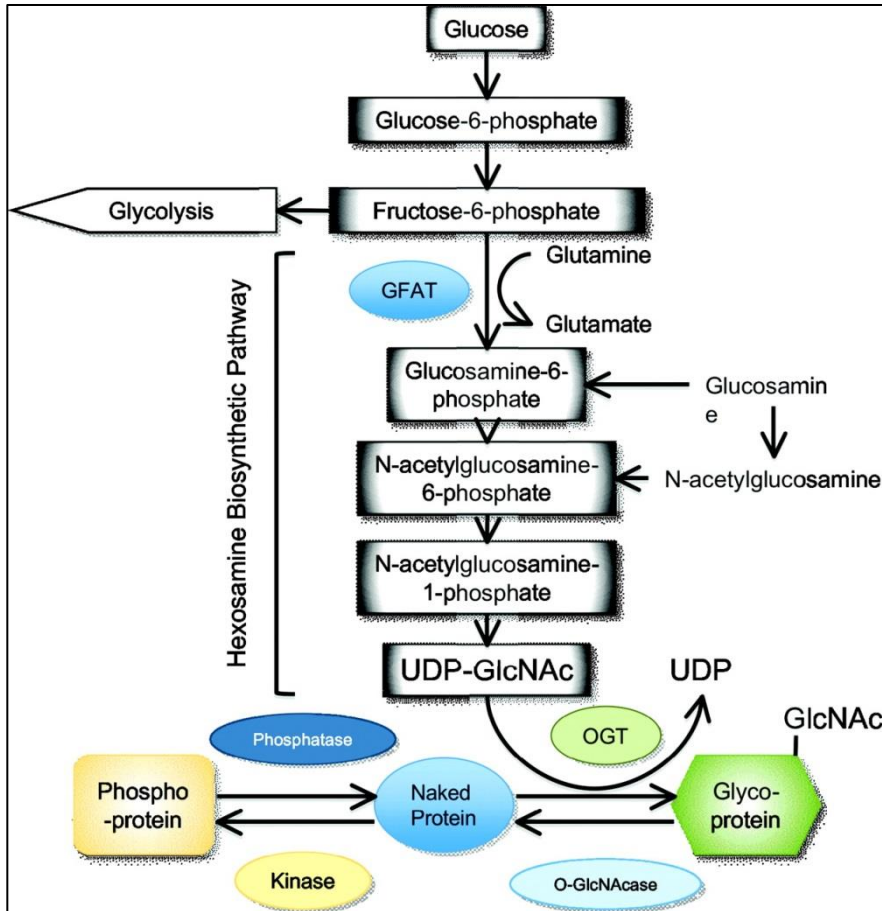 Glucose
Glucose-6-phosphate
Glycolysis
Fructose-6-phosphate
Glutamine
GFAT
Glutamate
Hexosamine Biosynthetic Pathway
Glucosamine-6-
phosphate
Glucosamin
e
N-acetylglucosamine-
6-phosphate
N-acetylglucosamine
N-acetylglucosamine-
1-phosphate
UDP-GlcNAc
UDP
GlcNAc
Phosphatase
OGT
Phospho
-protein
Naked
Protein
Glyco-
protein
Kinase
O-GlcNAcase